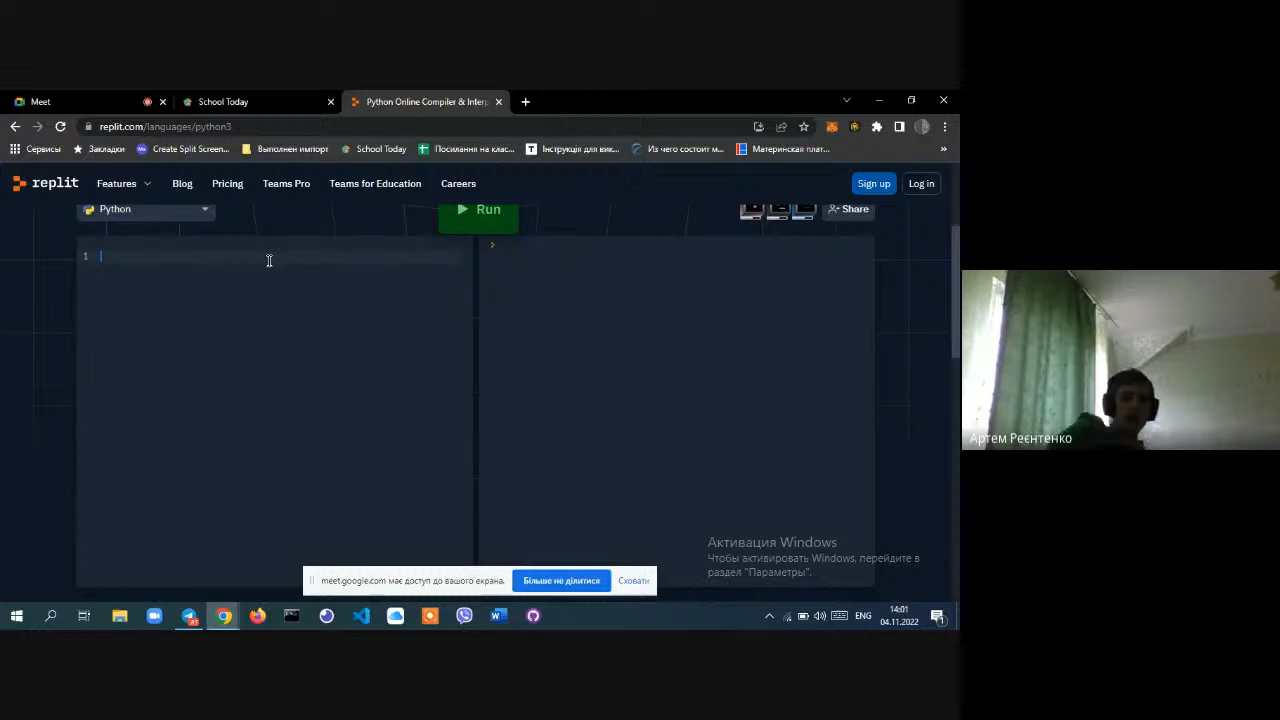 Meet
School Today
Python Online Compiler & Interp
replit.com/languages/python3
Сервисы
Закладки
Create Split Screen...
Выполнен импорт
School Today
Посилання на клас...
Інструкція для вик...
Из чего состоит м...
Материнская плат...
»
replit
Features
Blog
Pricing
Teams Pro
Teams for Education
Careers
Sign up
Log in
Python
Run
Share
1
Артем Реєнтенко
Активация Windows
Чтобы активировать Windows, перейдите в
раздел "Параметры".
meet.google.com має доступ до вашого екрана.
Більше не ділитися
Сховати
ENG
14:01
04.11.2022